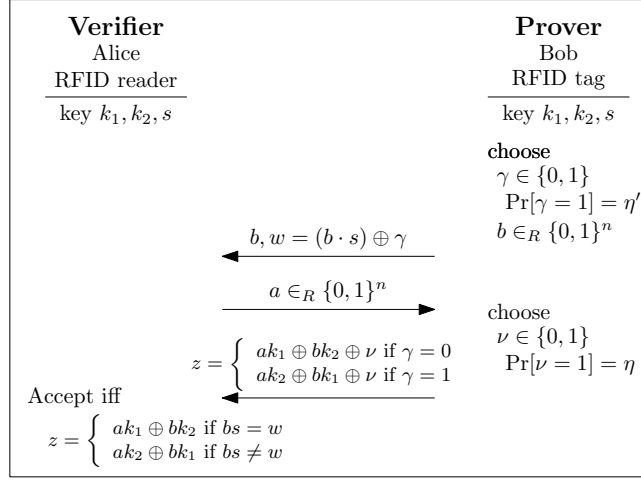 Verifier
Alice
RFID reader
key k₁, k₂, s
Prover
Bob
RFID tag
key k₁, k₂, s
choose
γ ∈ {0, 1}
Pr[γ = 1] = η′
b ∈_R {0, 1}ⁿ
b, w = (b · s) ⊕ γ
a ∈_R {0, 1}ⁿ
choose
ν ∈ {0, 1}
Pr[ν = 1] = η
z = { ak₁ ⊕ bk₂ ⊕ ν if γ = 0
ak₂ ⊕ bk₁ ⊕ ν if γ = 1
Accept iff
z = { ak₁ ⊕ bk₂ if bs = w
ak₂ ⊕ bk₁ if bs ≠ w